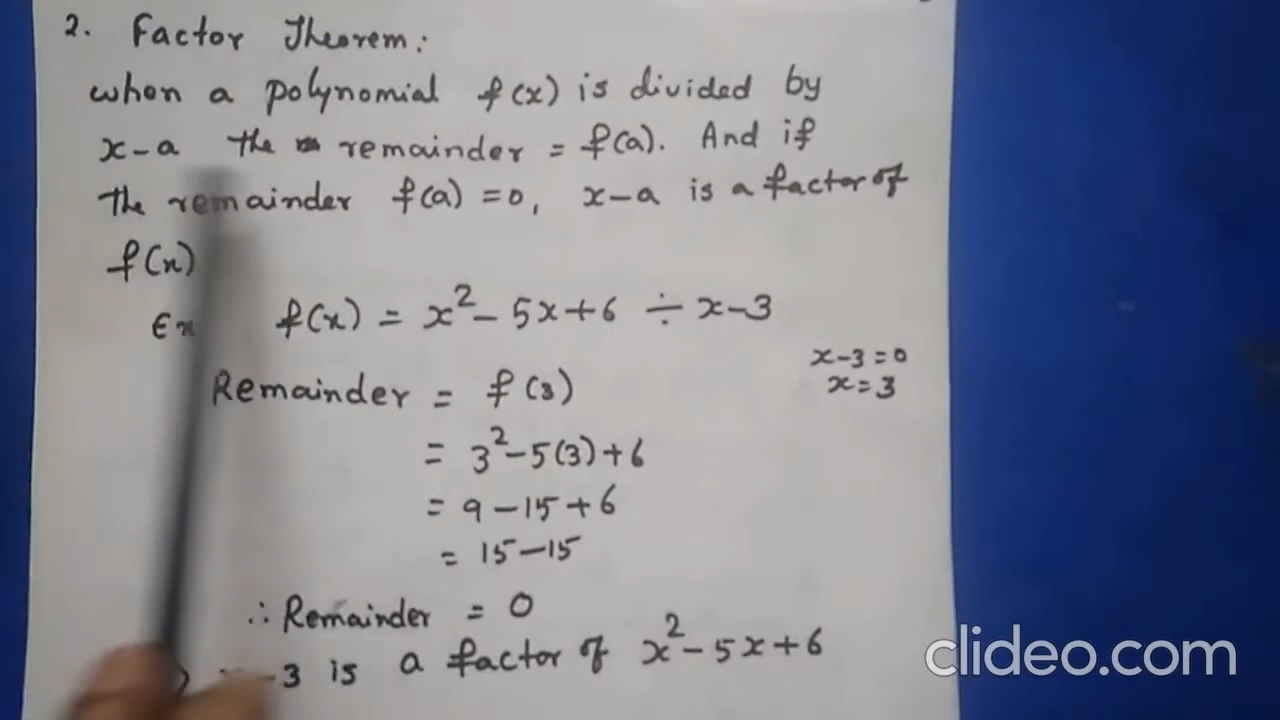 2. Factor Theorem:
when a polynomial f(x) is divided by
x-a the remainder = f(a). And if
the remainder f(a) = 0, x-a is a factor of
f(x)
Ex f(x) = x²- 5x+6 ÷ x-3
x-3=0
x=3
Remainder = f(3)
= 3²-5(3)+6
= 9-15+6
= 15-15
∴ Remainder = 0
-3 is a factor of x²-5x+6
clideo.com